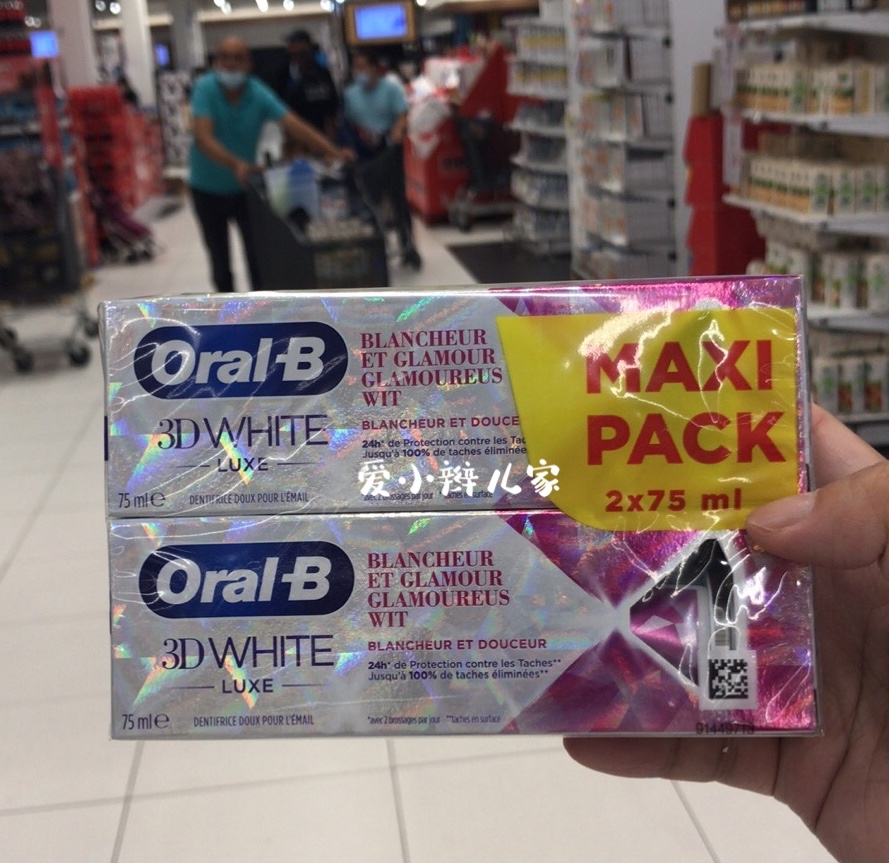 Oral-B
3D WHITE
LUXE
75 ml e
DENTIFRICE DOUX POUR L'ÉMAIL
BLANCHEUR
ET GLAMOUR
GLAMOUREUS
WIT
BLANCHEUR ET DOUCE
24h* de Protection contre les Tac
Jusqu'à 100% de taches éliminée
爱小辫儿家
MAXI
PACK
2x75 ml
Oral-B
3D WHITE
LUXE
75 ml e
DENTIFRICE DOUX POUR L'ÉMAIL
BLANCHEUR
ET GLAMOUR
GLAMOUREUS
WIT
BLANCHEUR ET DOUCEUR
24h* de Protection contre les Taches**
Jusqu'à 100% de taches éliminées**
*avec 2 brossages par jour **taches en surface